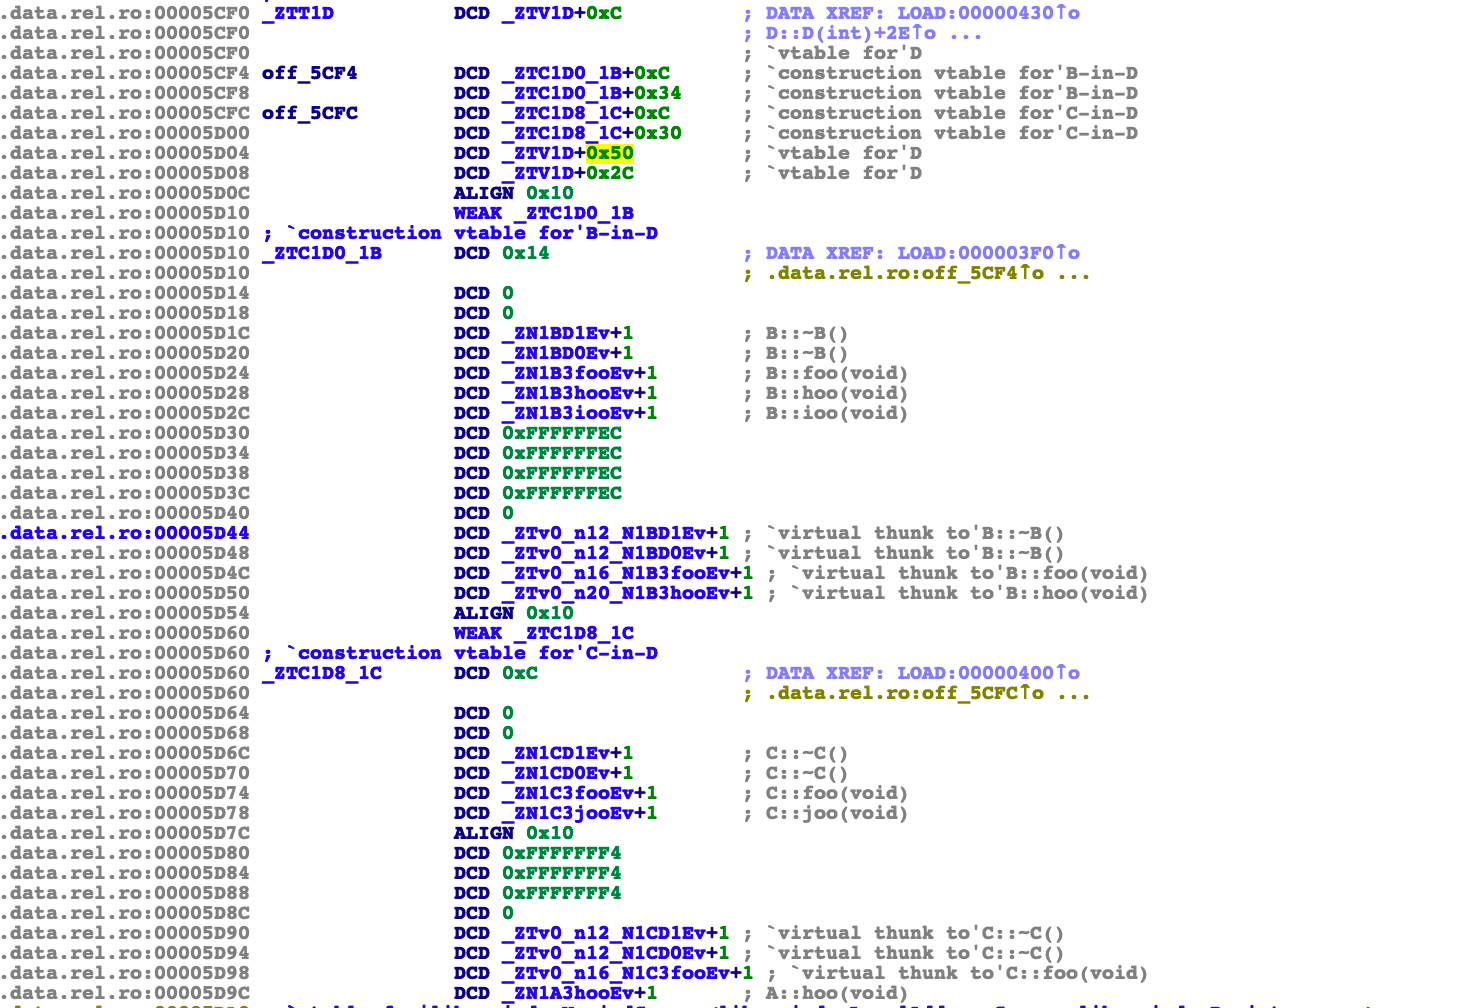 .data.rel.ro:00005CF0 _ZTT1D DCD _ZTV1D+0xC ; DATA XREF: LOAD:00000430↑o
.data.rel.ro:00005CF0 ; D::D(int)+2E↑o ...
.data.rel.ro:00005CF0 ; `vtable for'D
.data.rel.ro:00005CF4 off_5CF4 DCD _ZTC1D0_1B+0xC ; `construction vtable for'B-in-D
.data.rel.ro:00005CF8 DCD _ZTC1D0_1B+0x34 ; `construction vtable for'B-in-D
.data.rel.ro:00005CFC off_5CFC DCD _ZTC1D8_1C+0xC ; `construction vtable for'C-in-D
.data.rel.ro:00005D00 DCD _ZTC1D8_1C+0x30 ; `construction vtable for'C-in-D
.data.rel.ro:00005D04 DCD _ZTV1D+0x50 ; `vtable for'D
.data.rel.ro:00005D08 DCD _ZTV1D+0x2C ; `vtable for'D
.data.rel.ro:00005D0C ALIGN 0x10
.data.rel.ro:00005D10 WEAK _ZTC1D0_1B
.data.rel.ro:00005D10 ; `construction vtable for'B-in-D
.data.rel.ro:00005D10 _ZTC1D0_1B DCD 0x14 ; DATA XREF: LOAD:000003F0↑o
.data.rel.ro:00005D10 ; .data.rel.ro:off_5CF4↑o ...
.data.rel.ro:00005D14 DCD 0
.data.rel.ro:00005D18 DCD 0
.data.rel.ro:00005D1C DCD _ZN1BD1Ev+1 ; B::~B()
.data.rel.ro:00005D20 DCD _ZN1BD0Ev+1 ; B::~B()
.data.rel.ro:00005D24 DCD _ZN1B3fooEv+1 ; B::foo(void)
.data.rel.ro:00005D28 DCD _ZN1B3hooEv+1 ; B::hoo(void)
.data.rel.ro:00005D2C DCD _ZN1B3iooEv+1 ; B::ioo(void)
.data.rel.ro:00005D30 DCD 0xFFFFFFEC
.data.rel.ro:00005D34 DCD 0xFFFFFFEC
.data.rel.ro:00005D38 DCD 0xFFFFFFEC
.data.rel.ro:00005D3C DCD 0xFFFFFFEC
.data.rel.ro:00005D40 DCD 0
.data.rel.ro:00005D44 DCD _ZTv0_n12_N1BD1Ev+1 ; `virtual thunk to'B::~B()
.data.rel.ro:00005D48 DCD _ZTv0_n12_N1BD0Ev+1 ; `virtual thunk to'B::~B()
.data.rel.ro:00005D4C DCD _ZTv0_n16_N1B3fooEv+1 ; `virtual thunk to'B::foo(void)
.data.rel.ro:00005D50 DCD _ZTv0_n20_N1B3hooEv+1 ; `virtual thunk to'B::hoo(void)
.data.rel.ro:00005D54 ALIGN 0x10
.data.rel.ro:00005D60 WEAK _ZTC1D8_1C
.data.rel.ro:00005D60 ; `construction vtable for'C-in-D
.data.rel.ro:00005D60 _ZTC1D8_1C DCD 0xC ; DATA XREF: LOAD:00000400↑o
.data.rel.ro:00005D60 ; .data.rel.ro:off_5CFC↑o ...
.data.rel.ro:00005D64 DCD 0
.data.rel.ro:00005D68 DCD 0
.data.rel.ro:00005D6C DCD _ZN1CD1Ev+1 ; C::~C()
.data.rel.ro:00005D70 DCD _ZN1CD0Ev+1 ; C::~C()
.data.rel.ro:00005D74 DCD _ZN1C3fooEv+1 ; C::foo(void)
.data.rel.ro:00005D78 DCD _ZN1C3jooEv+1 ; C::joo(void)
.data.rel.ro:00005D7C ALIGN 0x10
.data.rel.ro:00005D80 DCD 0xFFFFFFF4
.data.rel.ro:00005D84 DCD 0xFFFFFFF4
.data.rel.ro:00005D88 DCD 0xFFFFFFF4
.data.rel.ro:00005D8C DCD 0
.data.rel.ro:00005D90 DCD _ZTv0_n12_N1CD1Ev+1 ; `virtual thunk to'C::~C()
.data.rel.ro:00005D94 DCD _ZTv0_n12_N1CD0Ev+1 ; `virtual thunk to'C::~C()
.data.rel.ro:00005D98 DCD _ZTv0_n16_N1C3fooEv+1 ; `virtual thunk to'C::foo(void)
.data.rel.ro:00005D9C DCD _ZN1A3hooEv+1 ; A::hoo(void)